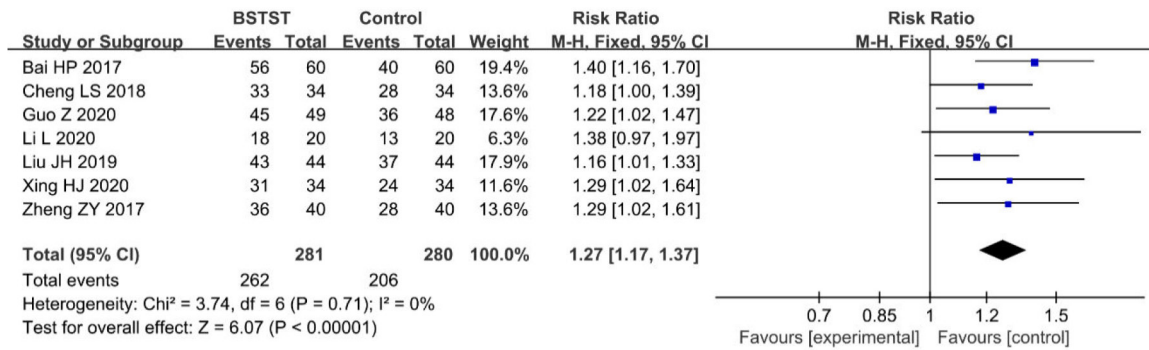 BSTST Control Risk Ratio Risk Ratio
Study or Subgroup Events Total Events Total Weight M-H, Fixed, 95% CI M-H, Fixed, 95% CI
Bai HP 2017 56 60 40 60 19.4% 1.40 [1.16, 1.70]
Cheng LS 2018 33 34 28 34 13.6% 1.18 [1.00, 1.39]
Guo Z 2020 45 49 36 48 17.6% 1.22 [1.02, 1.47]
Li L 2020 18 20 13 20 6.3% 1.38 [0.97, 1.97]
Liu JH 2019 43 44 37 44 17.9% 1.16 [1.01, 1.33]
Xing HJ 2020 31 34 24 34 11.6% 1.29 [1.02, 1.64]
Zheng ZY 2017 36 40 28 40 13.6% 1.29 [1.02, 1.61]
Total (95% CI) 281 280 100.0% 1.27 [1.17, 1.37]
Total events 262 206
Heterogeneity: Chi² = 3.74, df = 6 (P = 0.71); I² = 0%
Test for overall effect: Z = 6.07 (P < 0.00001)
0.7 0.85 1 1.2 1.5
Favours [experimental] Favours [control]